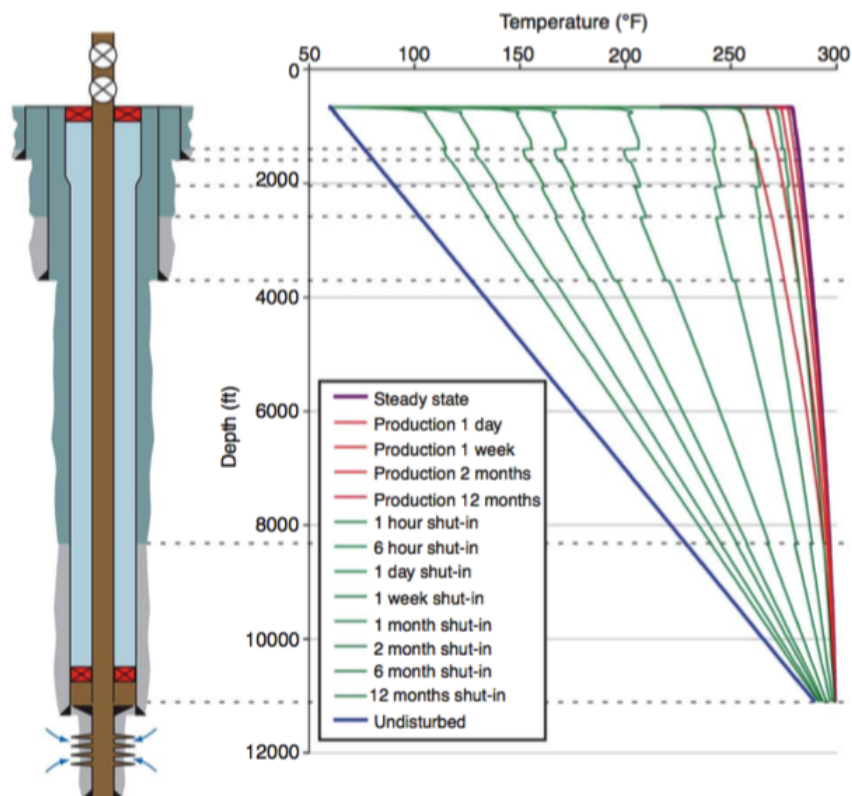 Temperature (°F)
50 100 150 200 250 300
0
2000
4000
6000
8000
10000
12000
Depth (ft)
Steady state
Production 1 day
Production 1 week
Production 2 months
Production 12 months
1 hour shut-in
6 hour shut-in
1 day shut-in
1 week shut-in
1 month shut-in
2 month shut-in
6 month shut-in
12 months shut-in
Undisturbed